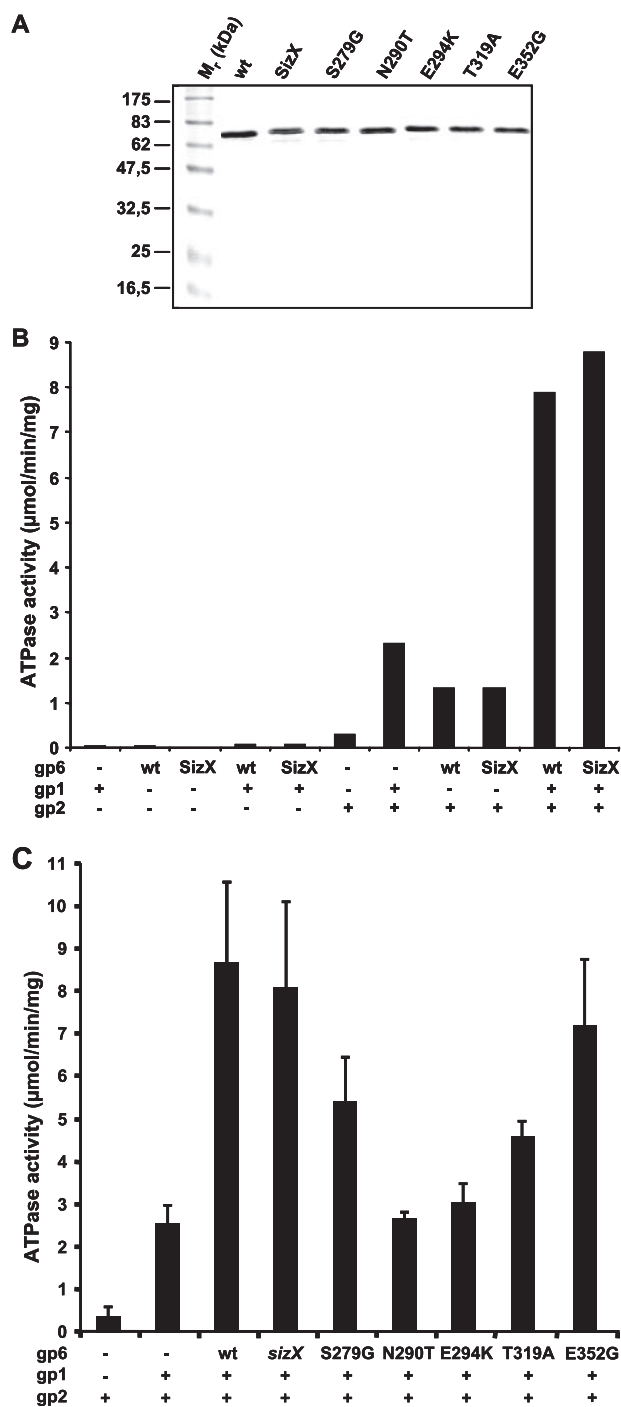 A
Mr (kDa) wt SizX S279G N290T E294K T319A E352G
175
83
62
47,5
32,5
25
16,5
B
ATPase activity (µmol/min/mg)
9
8
7
6
5
4
3
2
1
0
gp6 - wt SizX wt SizX - - wt SizX wt SizX
gp1 + - - + + - + - - + +
gp2 - - - - - + + + + + +
C
ATPase activity (µmol/min/mg)
11
10
9
8
7
6
5
4
3
2
1
0
gp6 - - wt sizX S279G N290T E294K T319A E352G
gp1 - + + + + + + + +
gp2 + + + + + + + + +